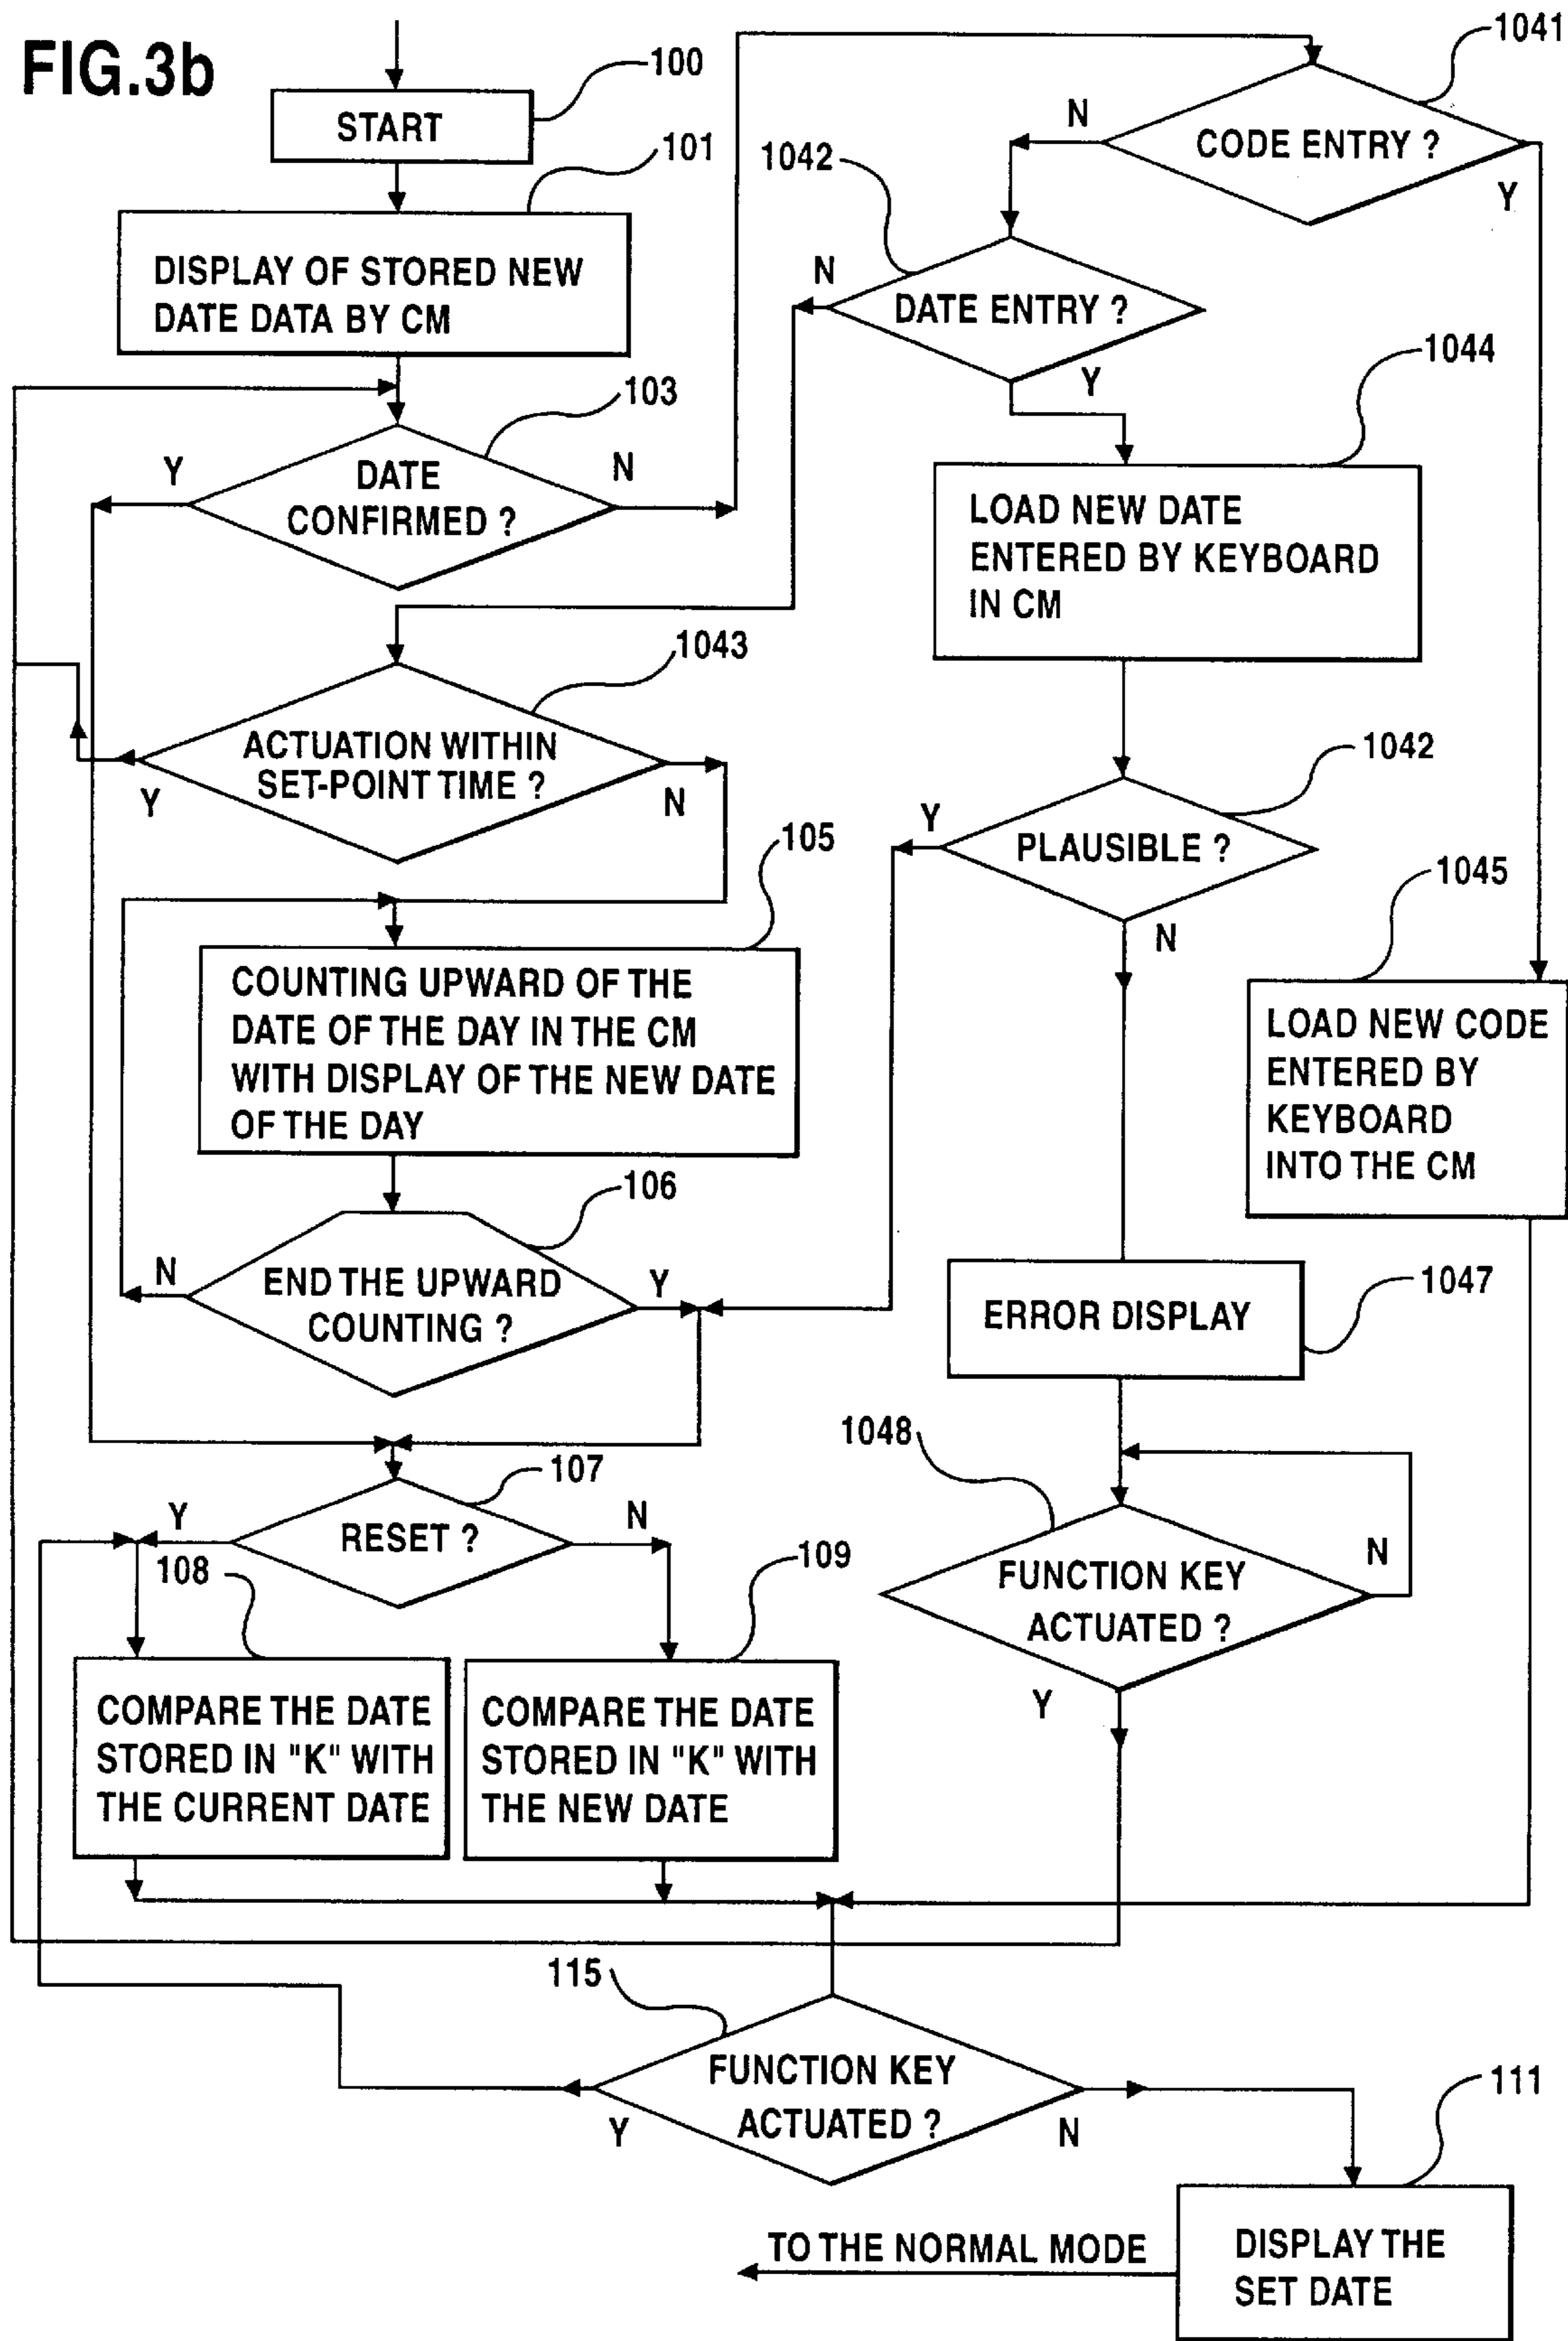 FIG.3b
100
START
101
DISPLAY OF STORED NEW
DATE DATA BY CM
103
Y
DATE
CONFIRMED ?
N
1041
CODE ENTRY ?
N
Y
1042
DATE ENTRY ?
N
Y
1044
LOAD NEW DATE
ENTERED BY KEYBOARD
IN CM
1043
ACTUATION WITHIN
SET-POINT TIME ?
Y
N
1042
PLAUSIBLE ?
Y
N
105
COUNTING UPWARD OF THE
DATE OF THE DAY IN THE CM
WITH DISPLAY OF THE NEW DATE
OF THE DAY
1045
LOAD NEW CODE
ENTERED BY
KEYBOARD
INTO THE CM
106
N
END THE UPWARD
COUNTING ?
Y
1047
ERROR DISPLAY
107
Y
RESET ?
N
1048
FUNCTION KEY
ACTUATED ?
N
Y
108
COMPARE THE DATE
STORED IN "K" WITH
THE CURRENT DATE
109
COMPARE THE DATE
STORED IN "K" WITH
THE NEW DATE
115
FUNCTION KEY
ACTUATED ?
Y
N
111
DISPLAY THE
SET DATE
TO THE NORMAL MODE